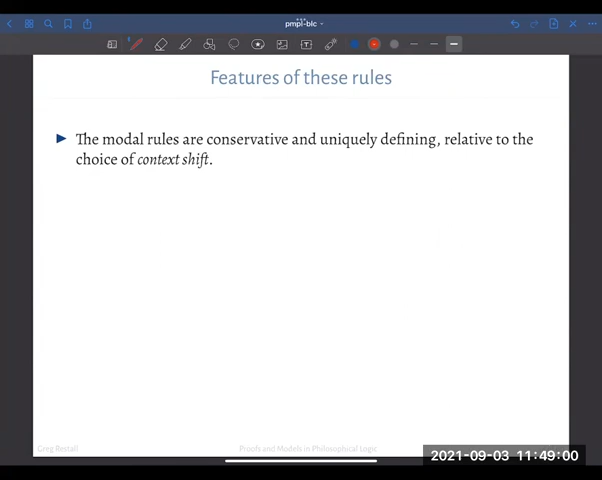 pmpl-blc
Features of these rules
The modal rules are conservative and uniquely defining, relative to the
choice of context shift.
Greg Restall
Proofs and Models in Philosophical Logic
2021-09-03 11:49:00